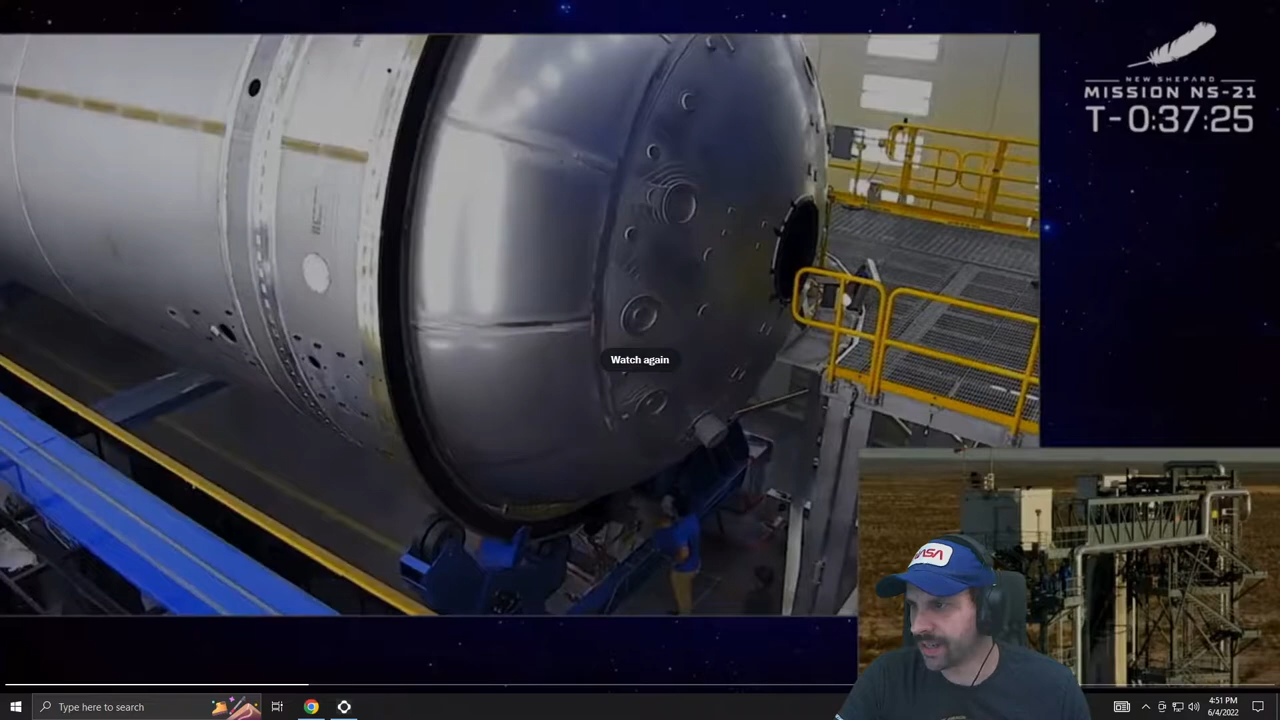 NEW SHEPARD
MISSION NS-21
T-0:37:25
Watch again
NASA
Type here to search
4:51 PM
6/4/2022